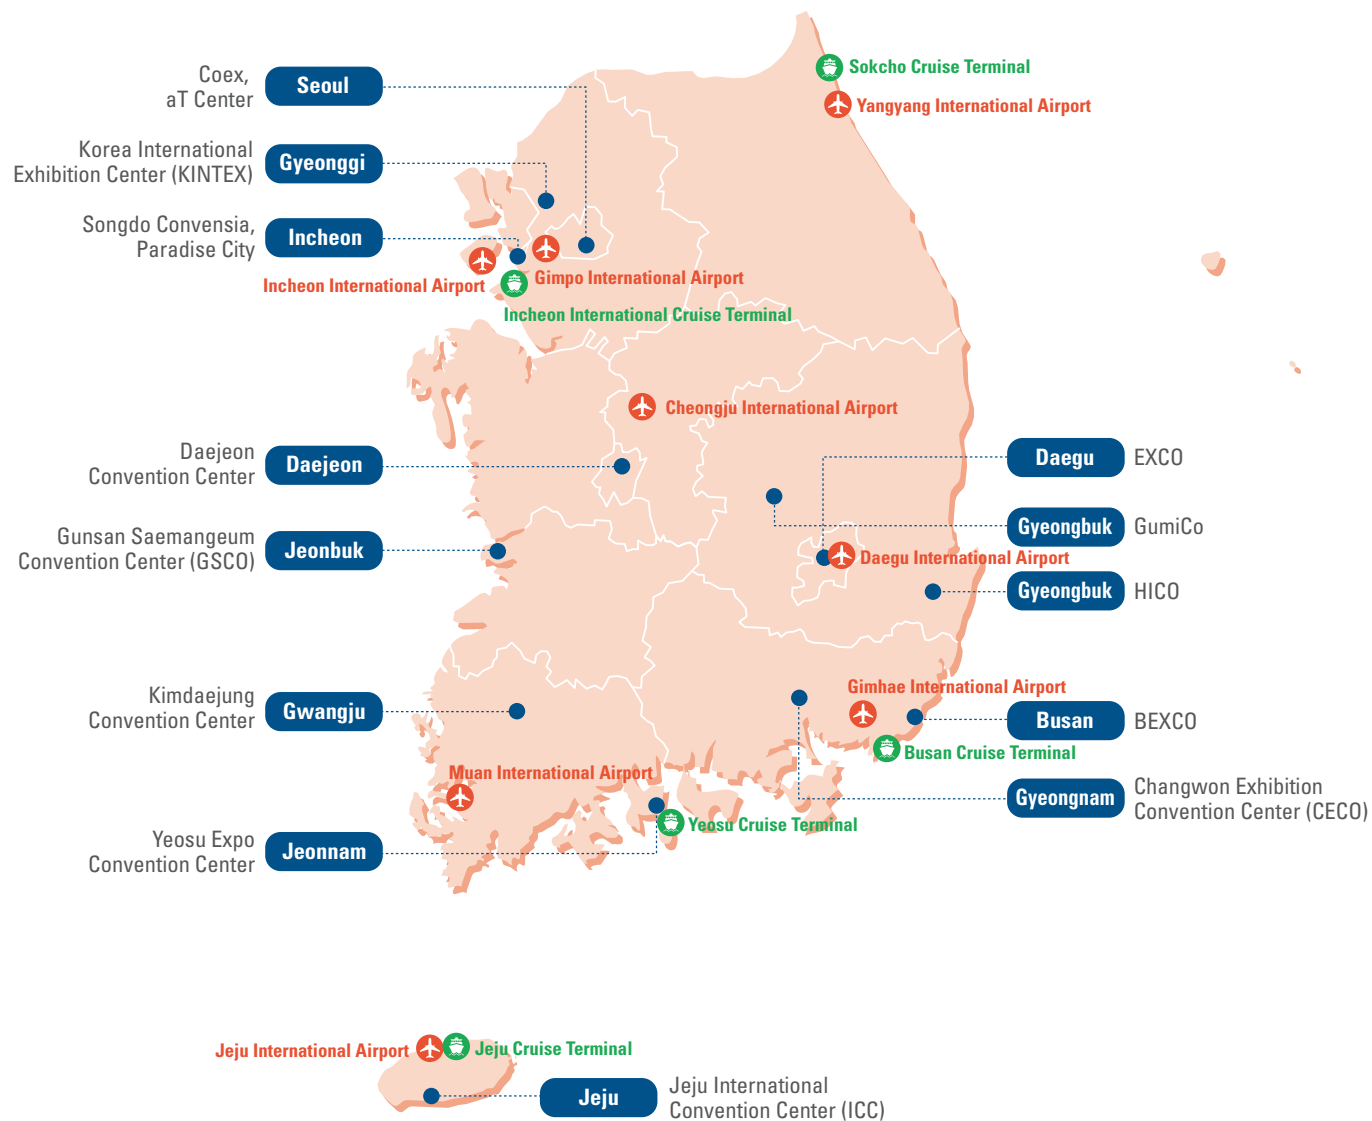 Coex,
aT Center
Seoul
Korea International
Exhibition Center (KINTEX)
Gyeonggi
Songdo Convensia,
Paradise City
Incheon
Incheon International Airport
Gimpo International Airport
Incheon International Cruise Terminal
Sokcho Cruise Terminal
Yangyang International Airport
Cheongju International Airport
Daejeon
Convention Center
Daejeon
Gunsan Saemangeum
Convention Center (GSCO)
Jeonbuk
Daegu
EXCO
Gyeongbuk
GumiCo
Daegu International Airport
Gyeongbuk
HICO
Kimdaejung
Convention Center
Gwangju
Gimhae International Airport
Busan
BEXCO
Busan Cruise Terminal
Muan International Airport
Gyeongnam
Changwon Exhibition
Convention Center (CECO)
Yeosu Cruise Terminal
Yeosu Expo
Convention Center
Jeonnam
Jeju International Airport
Jeju Cruise Terminal
Jeju
Jeju International
Convention Center (ICC)